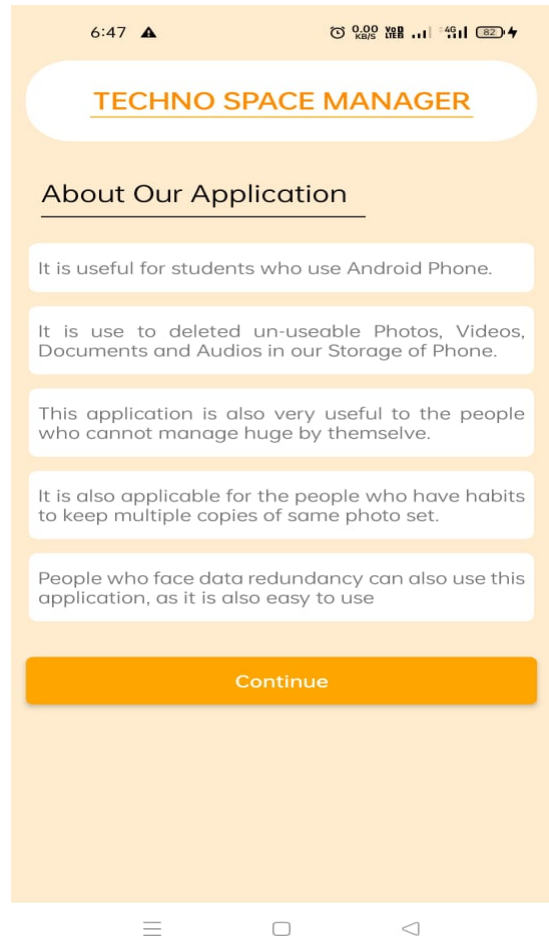 6:47
0.00
KB/S
4G
82
TECHNO SPACE MANAGER
About Our Application
It is useful for students who use Android Phone.
It is use to deleted un-useable Photos, Videos,
Documents and Audios in our Storage of Phone.
This application is also very useful to the people
who cannot manage huge by themselve.
It is also applicable for the people who have habits
to keep multiple copies of same photo set.
People who face data redundancy can also use this
application, as it is also easy to use
Continue